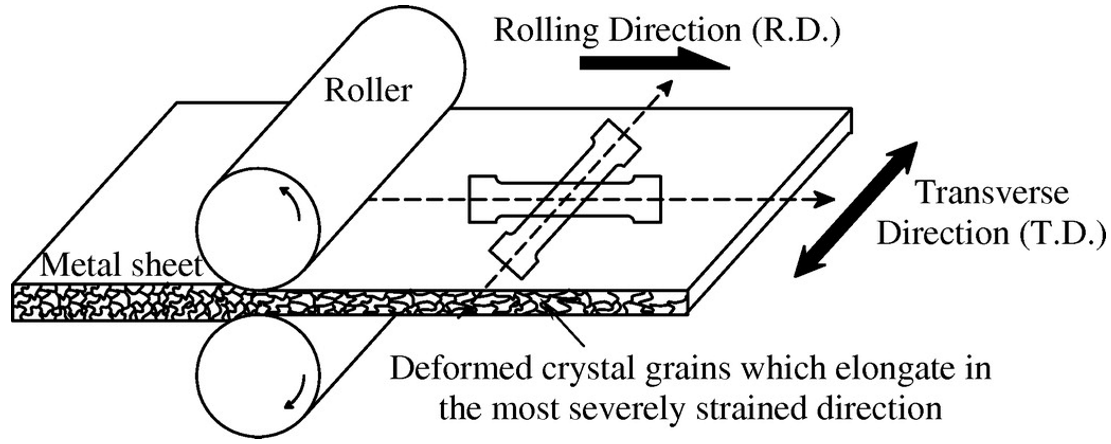 Rolling Direction (R.D.)
Roller
Transverse
Direction (T.D.)
Metal sheet
Deformed crystal grains which elongate in
the most severely strained direction